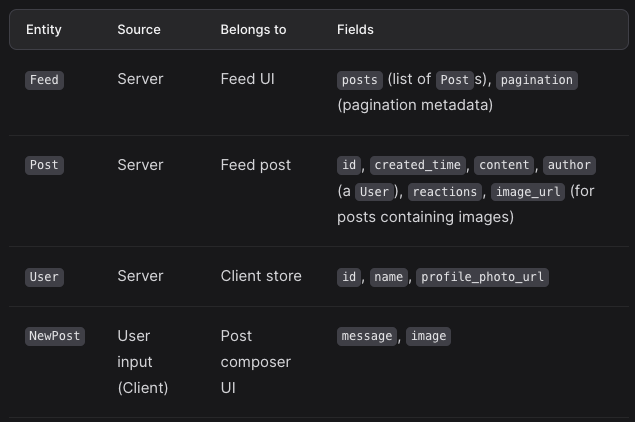 Entity Source Belongs to Fields
Feed Server Feed UI posts (list of Posts), pagination
(pagination metadata)
Post Server Feed post id, created_time, content, author
(a User), reactions, image_url (for
posts containing images)
User Server Client store id, name, profile_photo_url
NewPost User Post message, image
input composer
(Client) UI